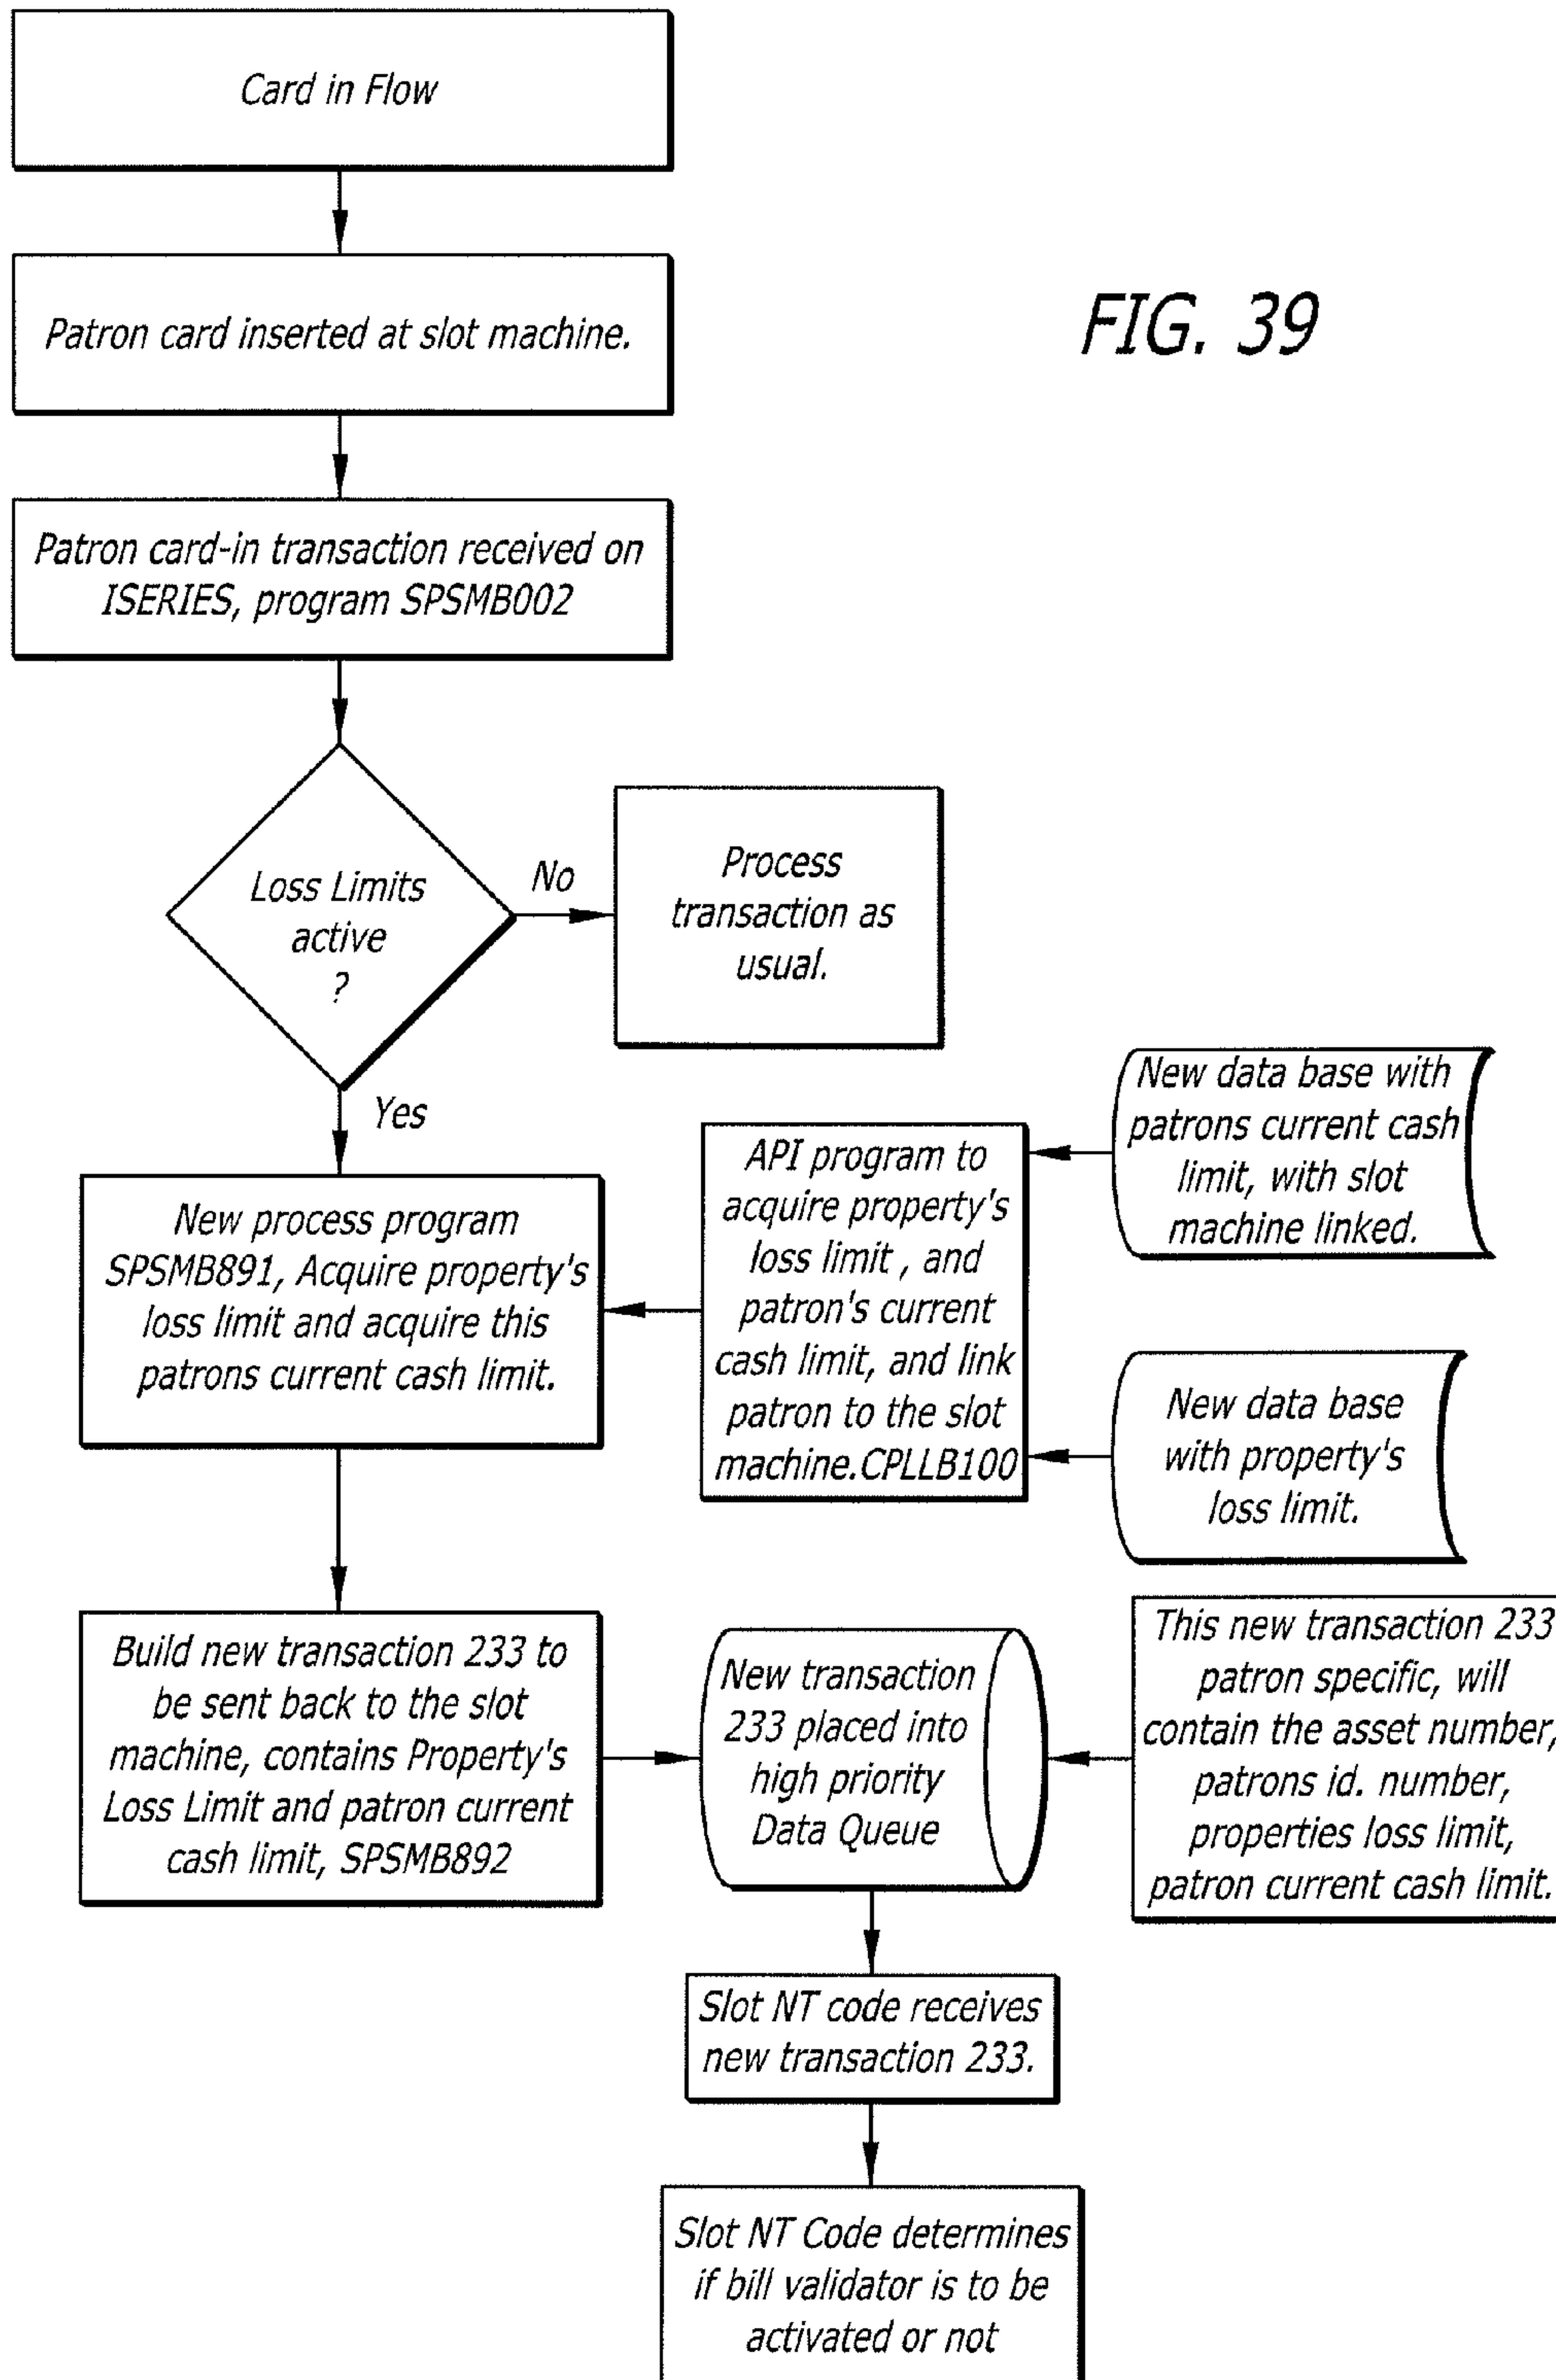 Card in Flow
FIG. 39
Patron card inserted at slot machine.
Patron card-in transaction received on
ISERIES, program SPSMB002
Loss Limits
active
?
No
Process
transaction as
usual.
Yes
New process program
SPSMB891, Acquire property's
loss limit and acquire this
patrons current cash limit.
API program to
acquire property's
loss limit , and
patron's current
cash limit, and link
patron to the slot
machine.CPLLB100
New data base with
patrons current cash
limit, with slot
machine linked.
New data base
with property's
loss limit.
Build new transaction 233 to
be sent back to the slot
machine, contains Property's
Loss Limit and patron current
cash limit, SPSMB892
New transaction
233 placed into
high priority
Data Queue
This new transaction 233
patron specific, will
contain the asset number,
patrons id. number,
properties loss limit,
patron current cash limit.
Slot NT code receives
new transaction 233.
Slot NT Code determines
if bill validator is to be
activated or not